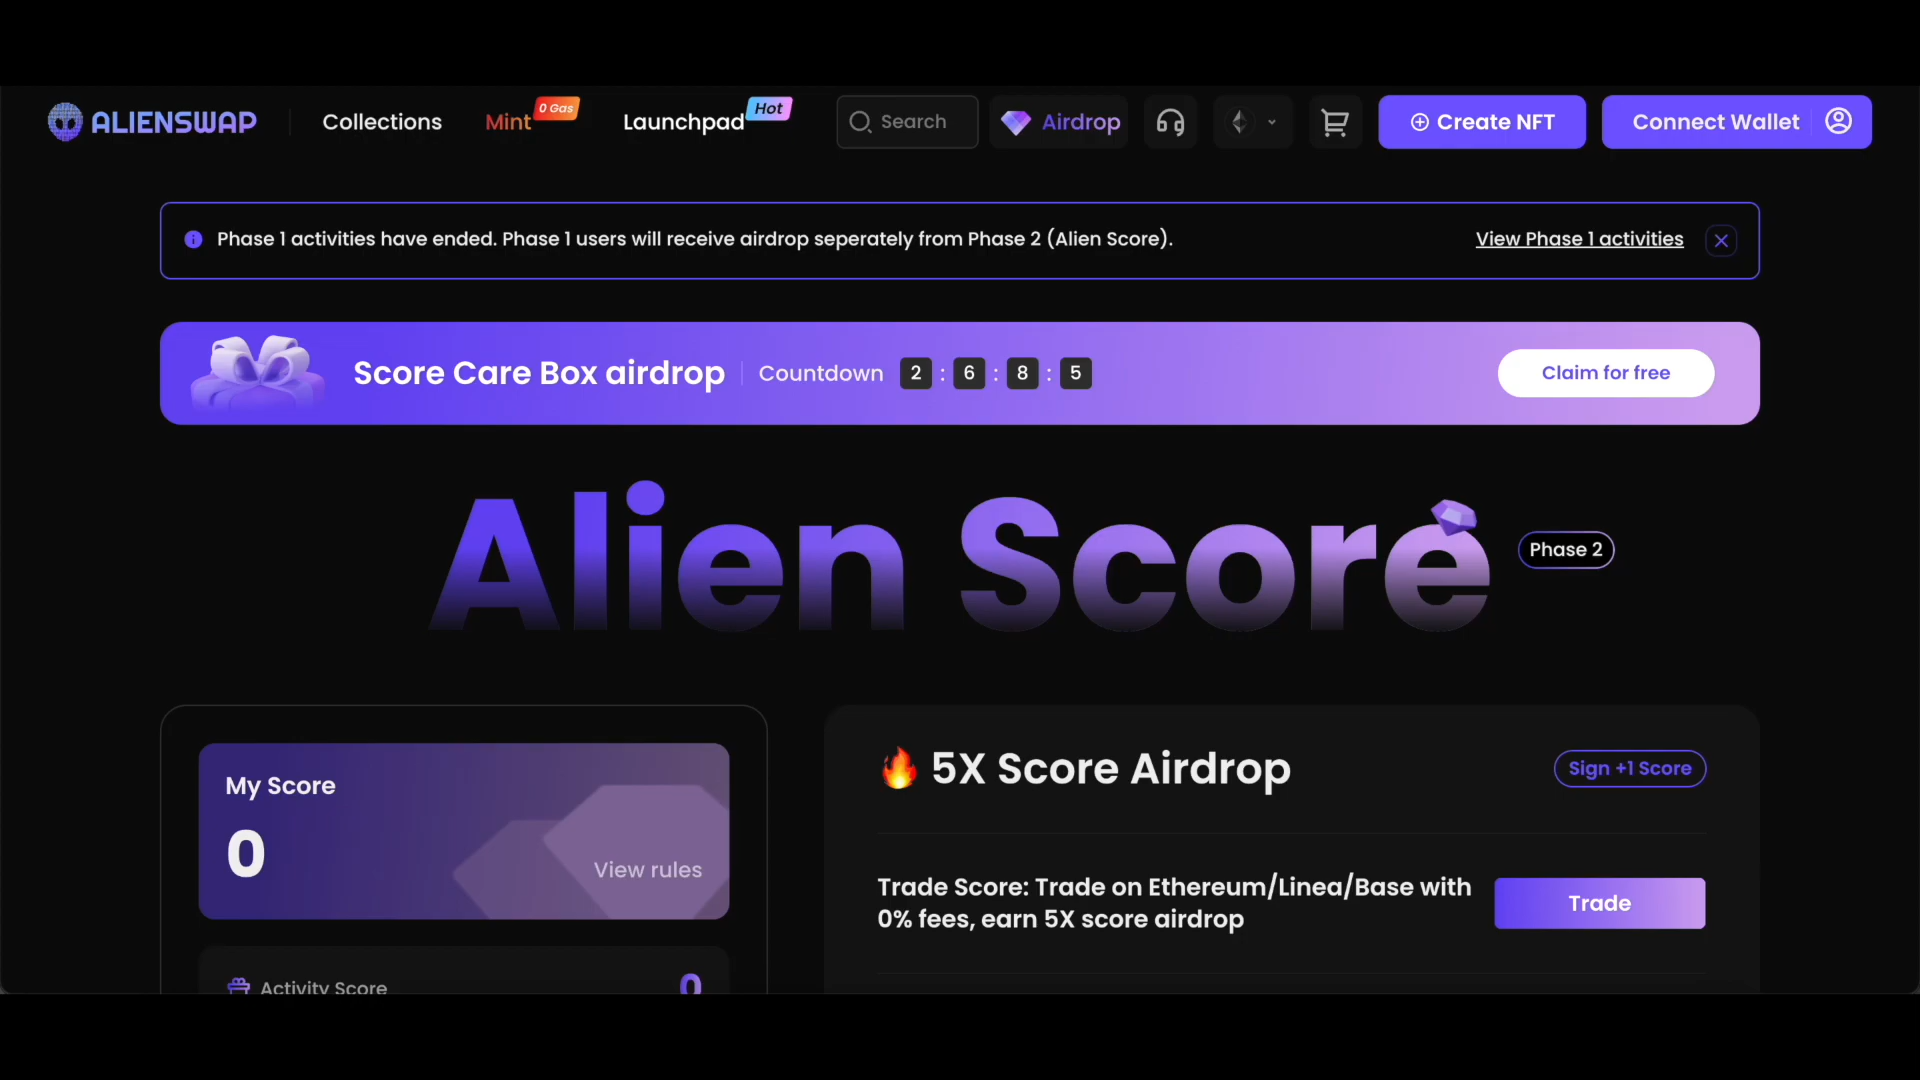 ALIENSWAP
Collections
Mint
0 Gas
Launchpad
Hot
Search
Airdrop
Create NFT
Connect Wallet
Phase 1 activities have ended. Phase 1 users will receive airdrop seperately from Phase 2 (Alien Score).
View Phase 1 activities
Score Care Box airdrop
Countdown
2 : 6 : 8 : 5
Claim for free
Alien Score
Phase 2
My Score
0
View rules
Activity Score
0
5X Score Airdrop
Sign +1 Score
Trade Score: Trade on Ethereum/Linea/Base with
0% fees, earn 5X score airdrop
Trade